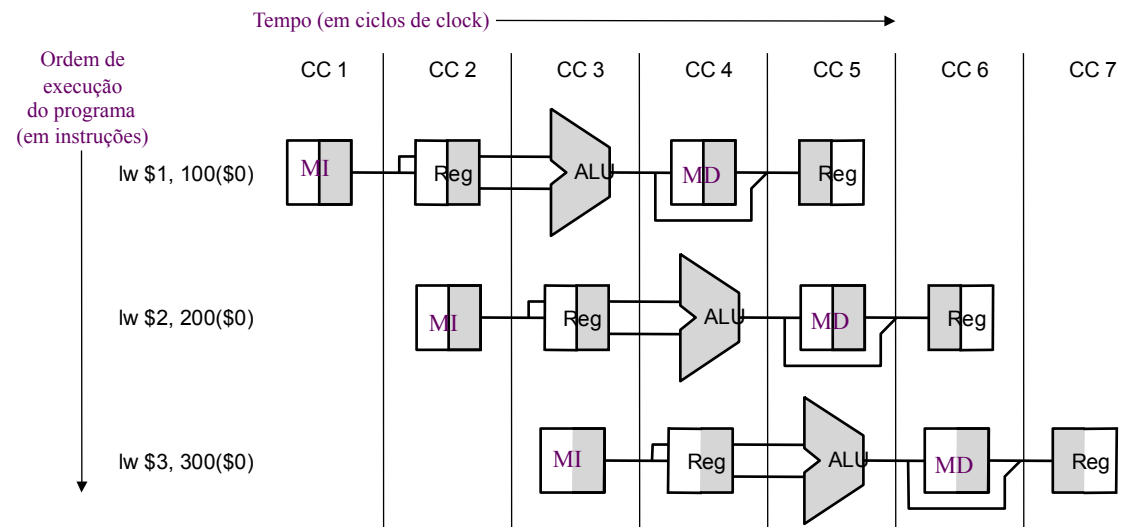 Tempo (em ciclos de clock)
Ordem de
execução
do programa
(em instruções)
CC 1
CC 2
CC 3
CC 4
CC 5
CC 6
CC 7
lw $1, 100($0)
MI
Reg
ALU
MD
Reg
lw $2, 200($0)
MI
Reg
ALU
MD
Reg
lw $3, 300($0)
MI
Reg
ALU
MD
Reg